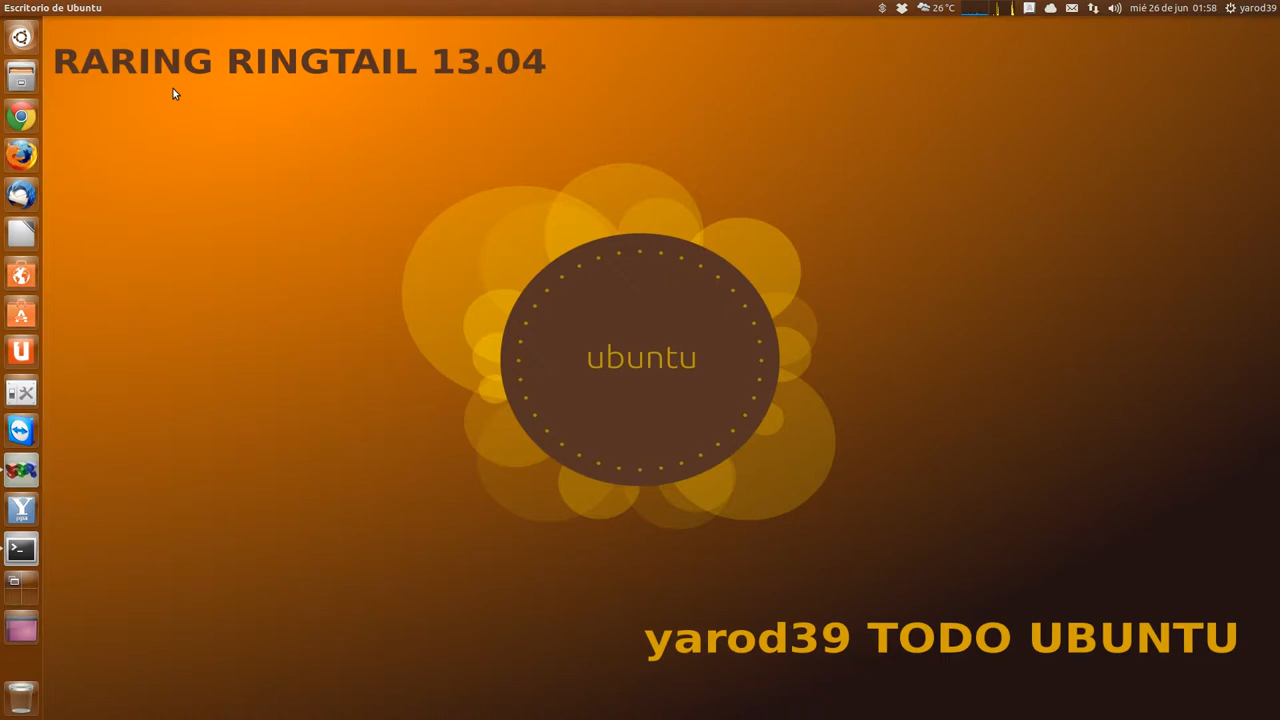 Escritorio de Ubuntu
26 °C
mié 26 de jun 01:58
yarod39
RARING RINGTAIL 13.04
ubuntu
U
Y
ppa
>_
yarod39 TODO UBUNTU